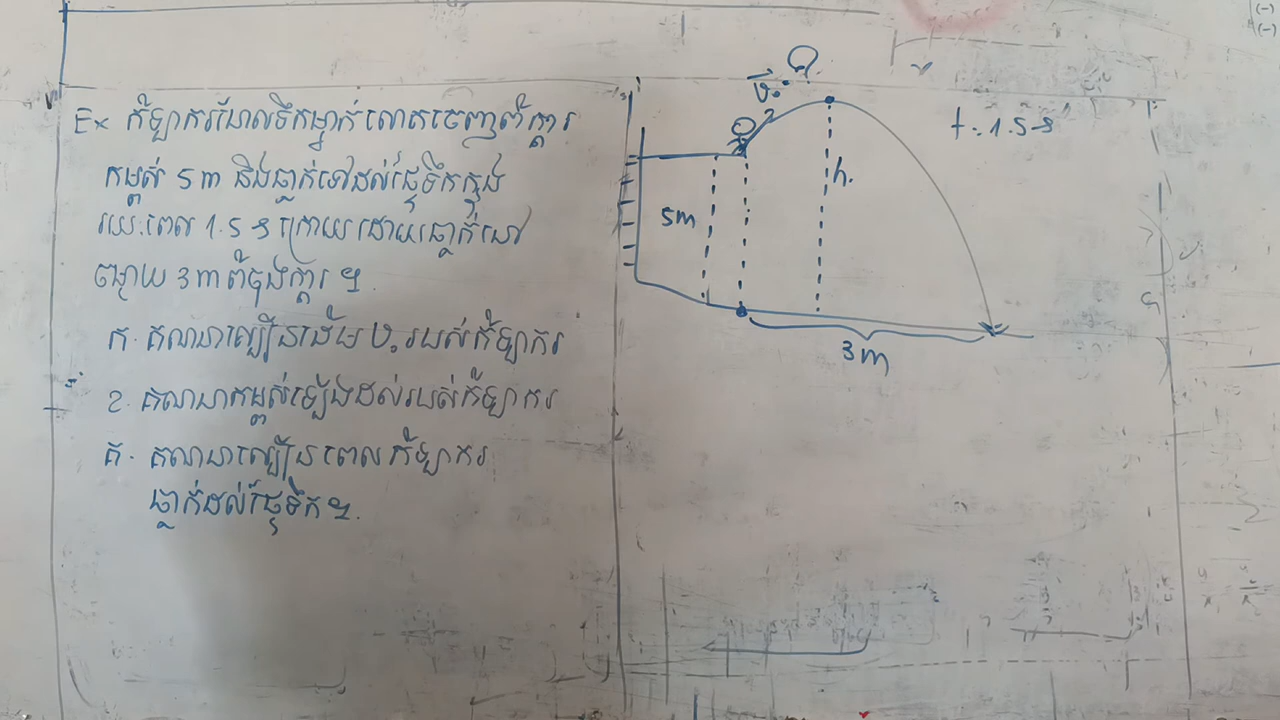 Ex កីឡាករហែលទឹកម្នាក់លោតចេញពីក្តារ
កម្ពស់ 5m និងធ្លាក់ទៅដល់ផ្ទៃទឹកក្នុង
រយៈពេល 1.5 s ក្រោយដោយធ្លាក់នៅ
ចម្ងាយ 3m ពីចុងក្តារ ។
ក. គណនាល្បឿនដើម v₀ របស់កីឡាករ
ខ. គណនាកម្ពស់ឡើងដល់របស់កីឡាករ
គ. គណនាល្បឿនពេលកីឡាករ
ធ្លាក់ដល់ផ្ទៃទឹក ។
v₀
t = 1.5 s
h.
5m
3m
(-)
(-)